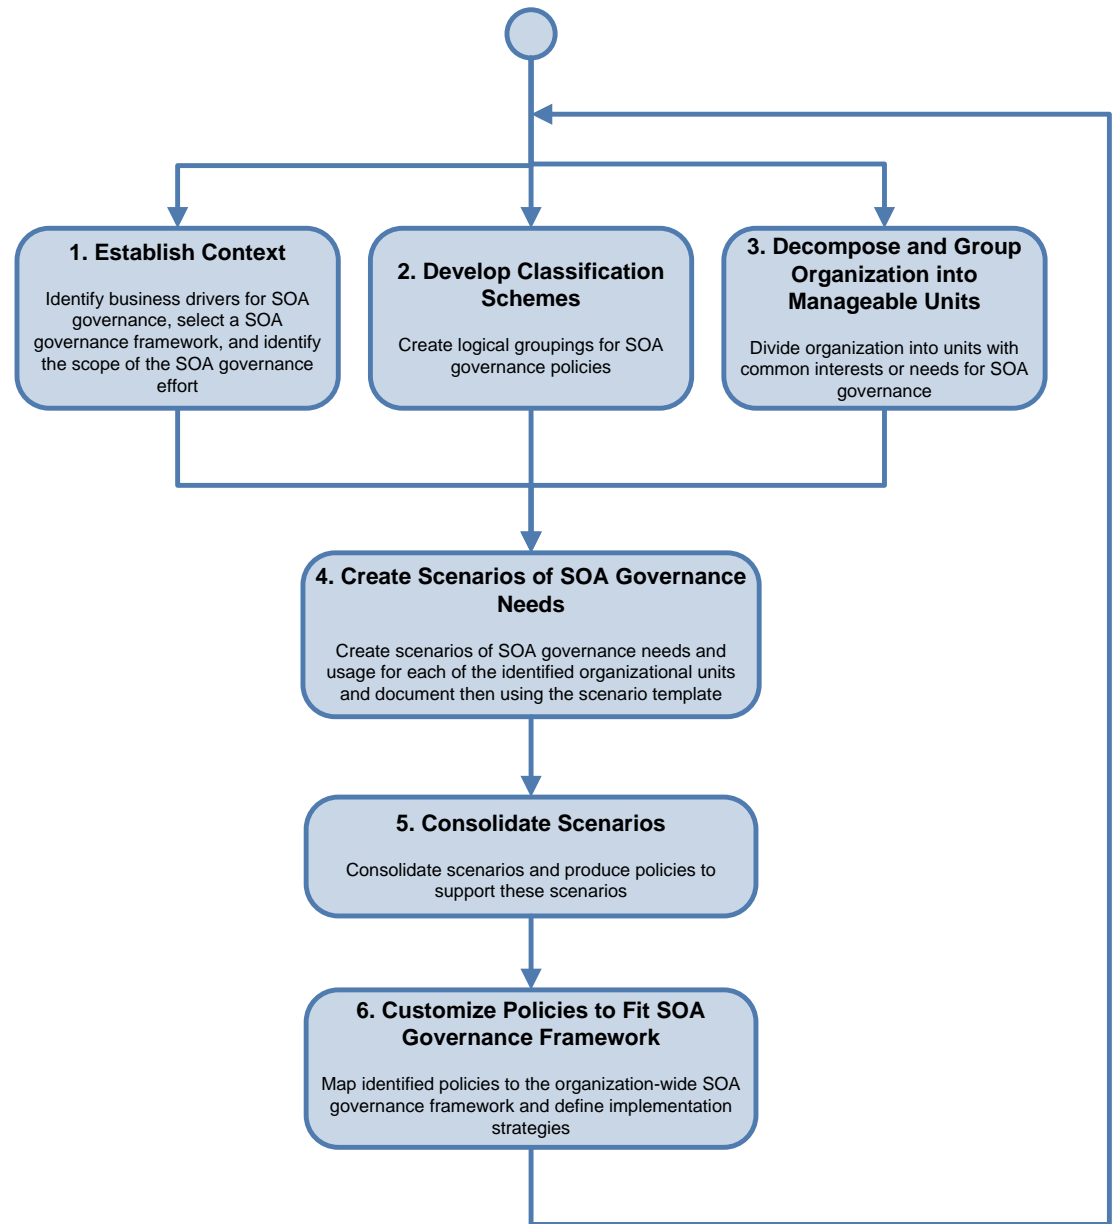 1. Establish Context
Identify business drivers for SOA
governance, select a SOA
governance framework, and identify
the scope of the SOA governance
effort
2. Develop Classification
Schemes
Create logical groupings for SOA
governance policies
3. Decompose and Group
Organization into
Manageable Units
Divide organization into units with
common interests or needs for SOA
governance
4. Create Scenarios of SOA Governance
Needs
Create scenarios of SOA governance needs and
usage for each of the identified organizational units
and document then using the scenario template
5. Consolidate Scenarios
Consolidate scenarios and produce policies to
support these scenarios
6. Customize Policies to Fit SOA
Governance Framework
Map identified policies to the organization-wide SOA
governance framework and define implementation
strategies